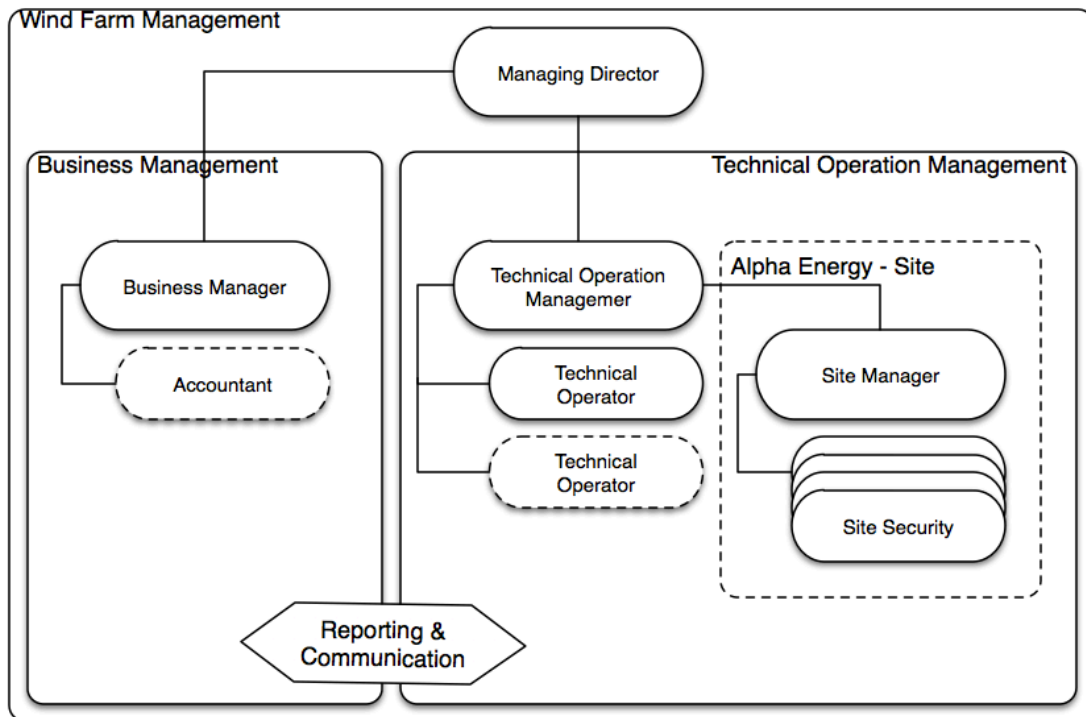 Wind Farm Management
Managing Director
Business Management
Business Manager
Accountant
Technical Operation Management
Technical Operation
Managemer
Technical
Operator
Technical
Operator
Alpha Energy - Site
Site Manager
Site Security
Reporting &
Communication